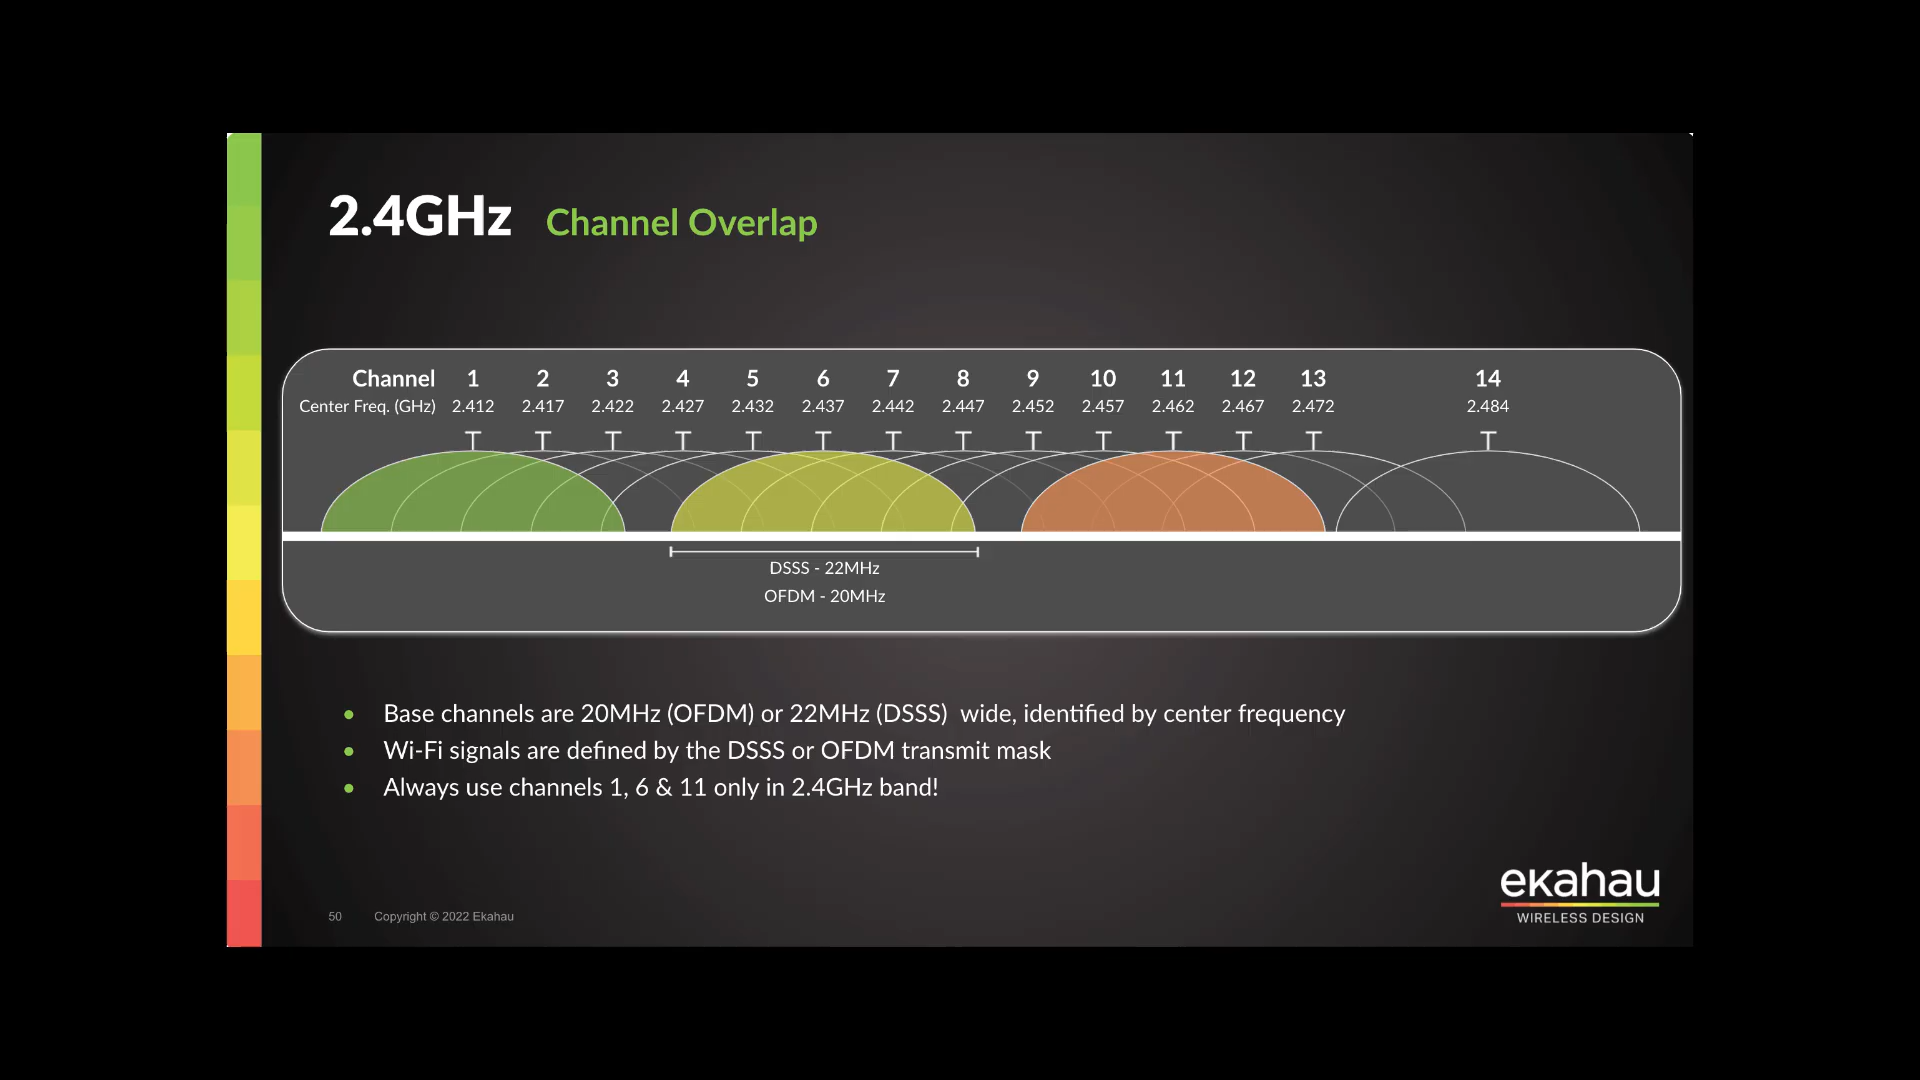 2.4GHz Channel Overlap
Channel 1 2 3 4 5 6 7 8 9 10 11 12 13 14
Center Freq. (GHz) 2.412 2.417 2.422 2.427 2.432 2.437 2.442 2.447 2.452 2.457 2.462 2.467 2.472 2.484
DSSS - 22MHz
OFDM - 20MHz
• Base channels are 20MHz (OFDM) or 22MHz (DSSS) wide, identified by center frequency
• Wi-Fi signals are defined by the DSSS or OFDM transmit mask
• Always use channels 1, 6 & 11 only in 2.4GHz band!
ekahau
WIRELESS DESIGN
50 Copyright © 2022 Ekahau